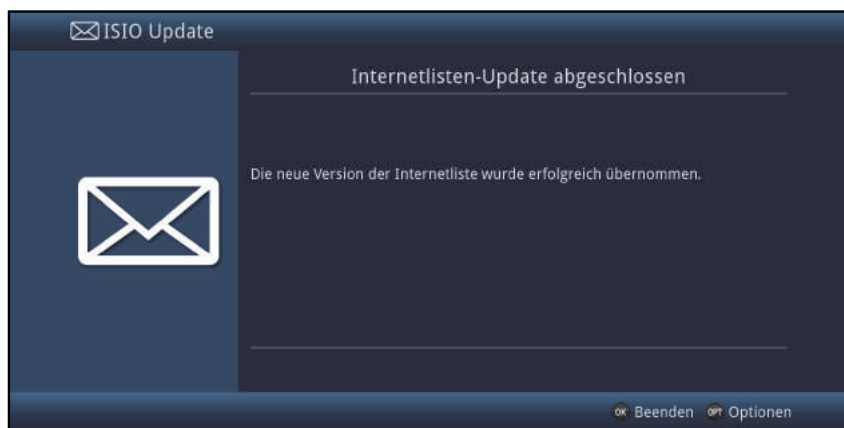 ISIO Update
Internetlisten-Update abgeschlossen
Die neue Version der Internetliste wurde erfolgreich übernommen.
OK Beenden OPT Optionen